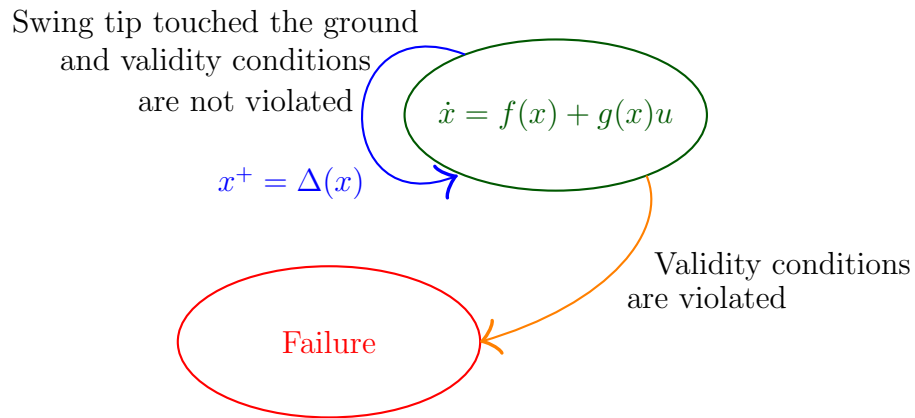 Swing tip touched the ground
and validity conditions
are not violated
ẋ = f(x) + g(x)u
x⁺ = Δ(x)
Validity conditions
are violated
Failure